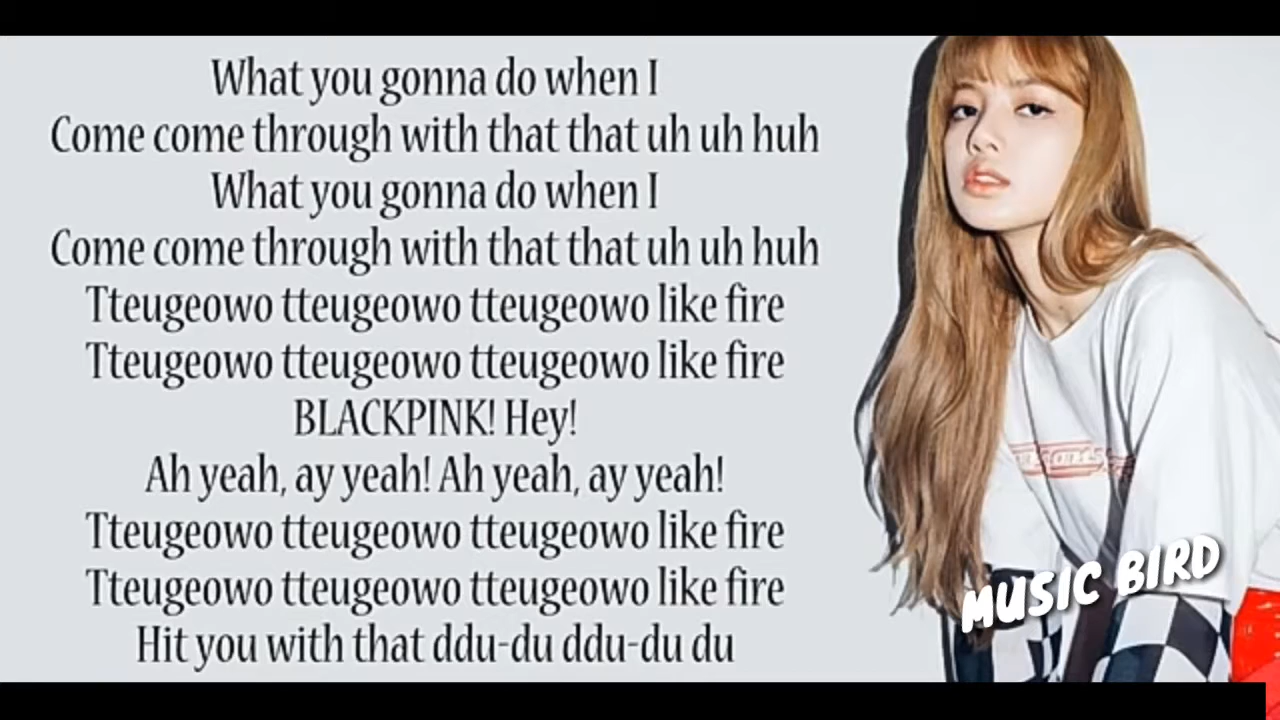 What you gonna do when I
Come come through with that that uh uh huh
What you gonna do when I
Come come through with that that uh uh huh
Tteugeowo tteugeowo tteugeowo like fire
Tteugeowo tteugeowo tteugeowo like fire
BLACKPINK! Hey!
Ah yeah, ay yeah! Ah yeah, ay yeah!
Tteugeowo tteugeowo tteugeowo like fire
Tteugeowo tteugeowo tteugeowo like fire
Hit you with that ddu-du ddu-du du
MUSIC BIRD